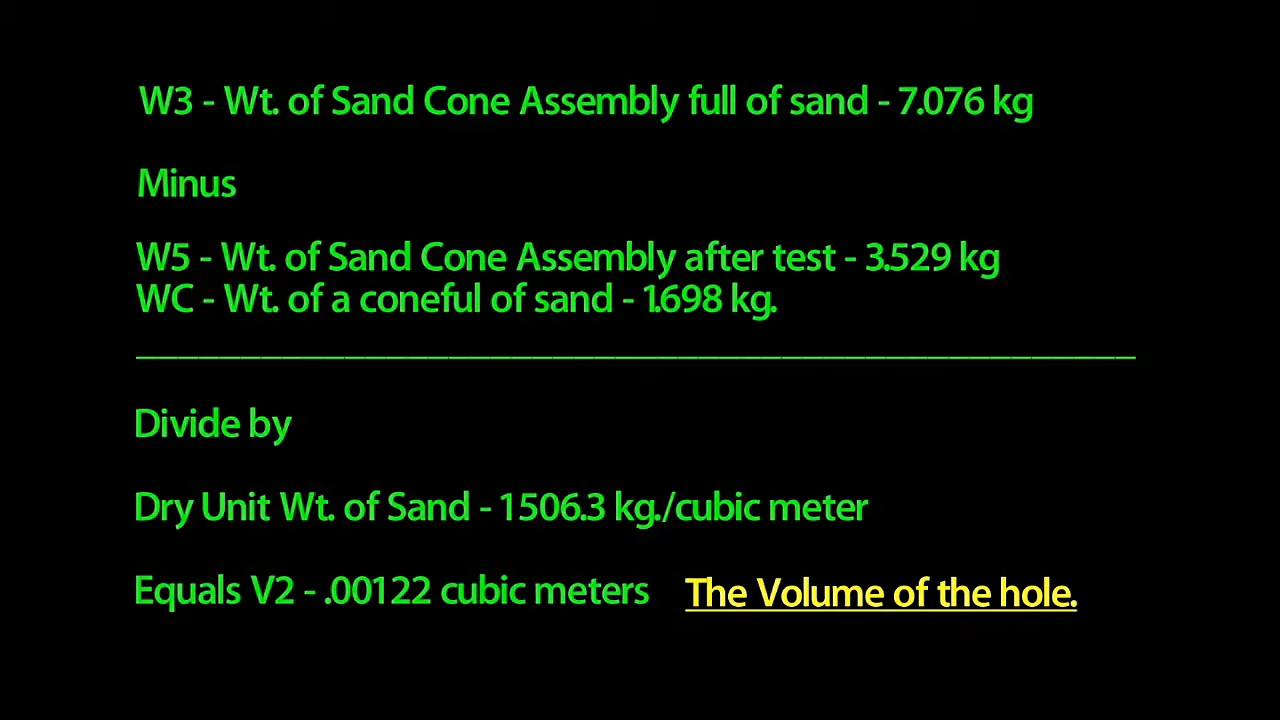 W3 - Wt. of Sand Cone Assembly full of sand - 7.076 kg
Minus
W5 - Wt. of Sand Cone Assembly after test - 3.529 kg
WC - Wt. of a coneful of sand - 1.698 kg.
Divide by
Dry Unit Wt. of Sand - 1506.3 kg./cubic meter
Equals V2 - .00122 cubic meters The Volume of the hole.